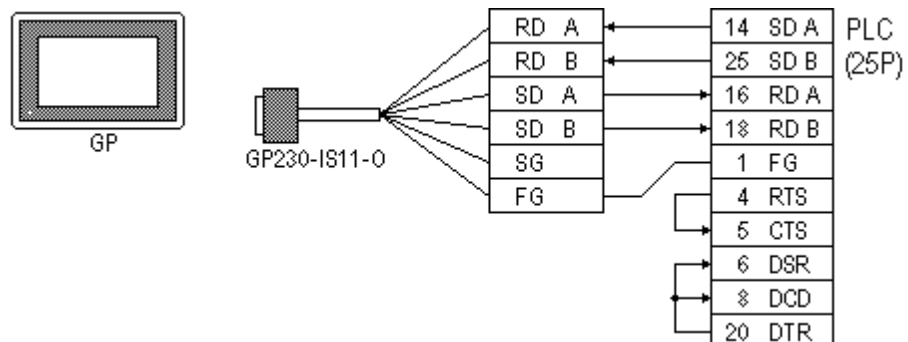 GP
GP230-IS11-O
RD A
RD B
SD A
SD B
SG
FG
14 SD A
25 SD B
16 RD A
18 RD B
1 FG
4 RTS
5 CTS
6 DSR
8 DCD
20 DTR
PLC
(25P)